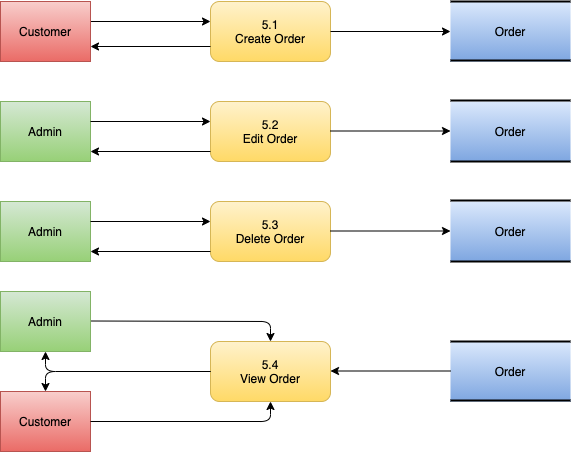 Customer
5.1
Create Order
Order
Admin
5.2
Edit Order
Order
Admin
5.3
Delete Order
Order
Admin
5.4
View Order
Order
Customer